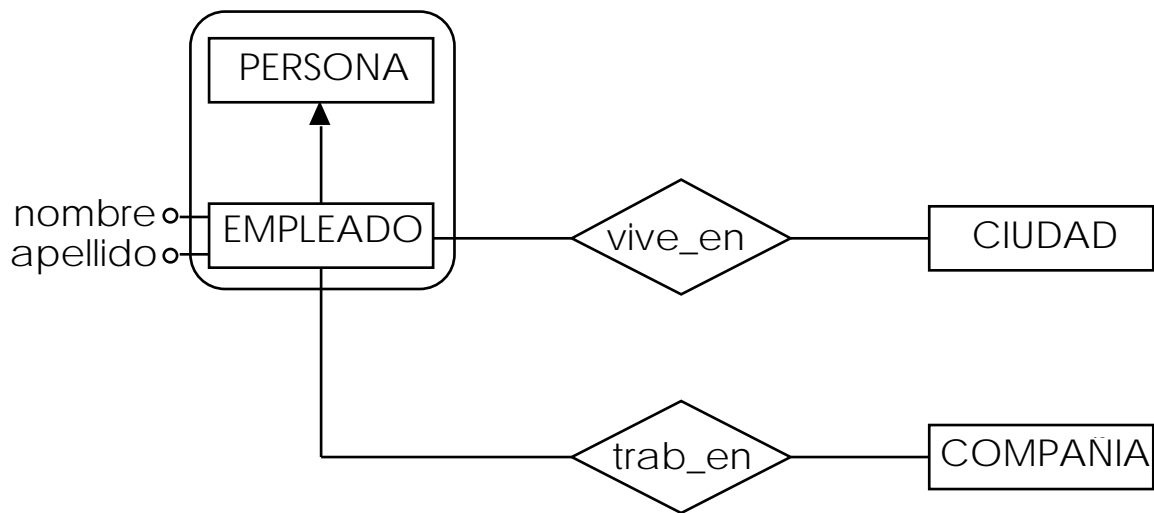 PERSONA
nombre
EMPLEADO
apellido
vive_en
CIUDAD
trab_en
COMPAÑIA